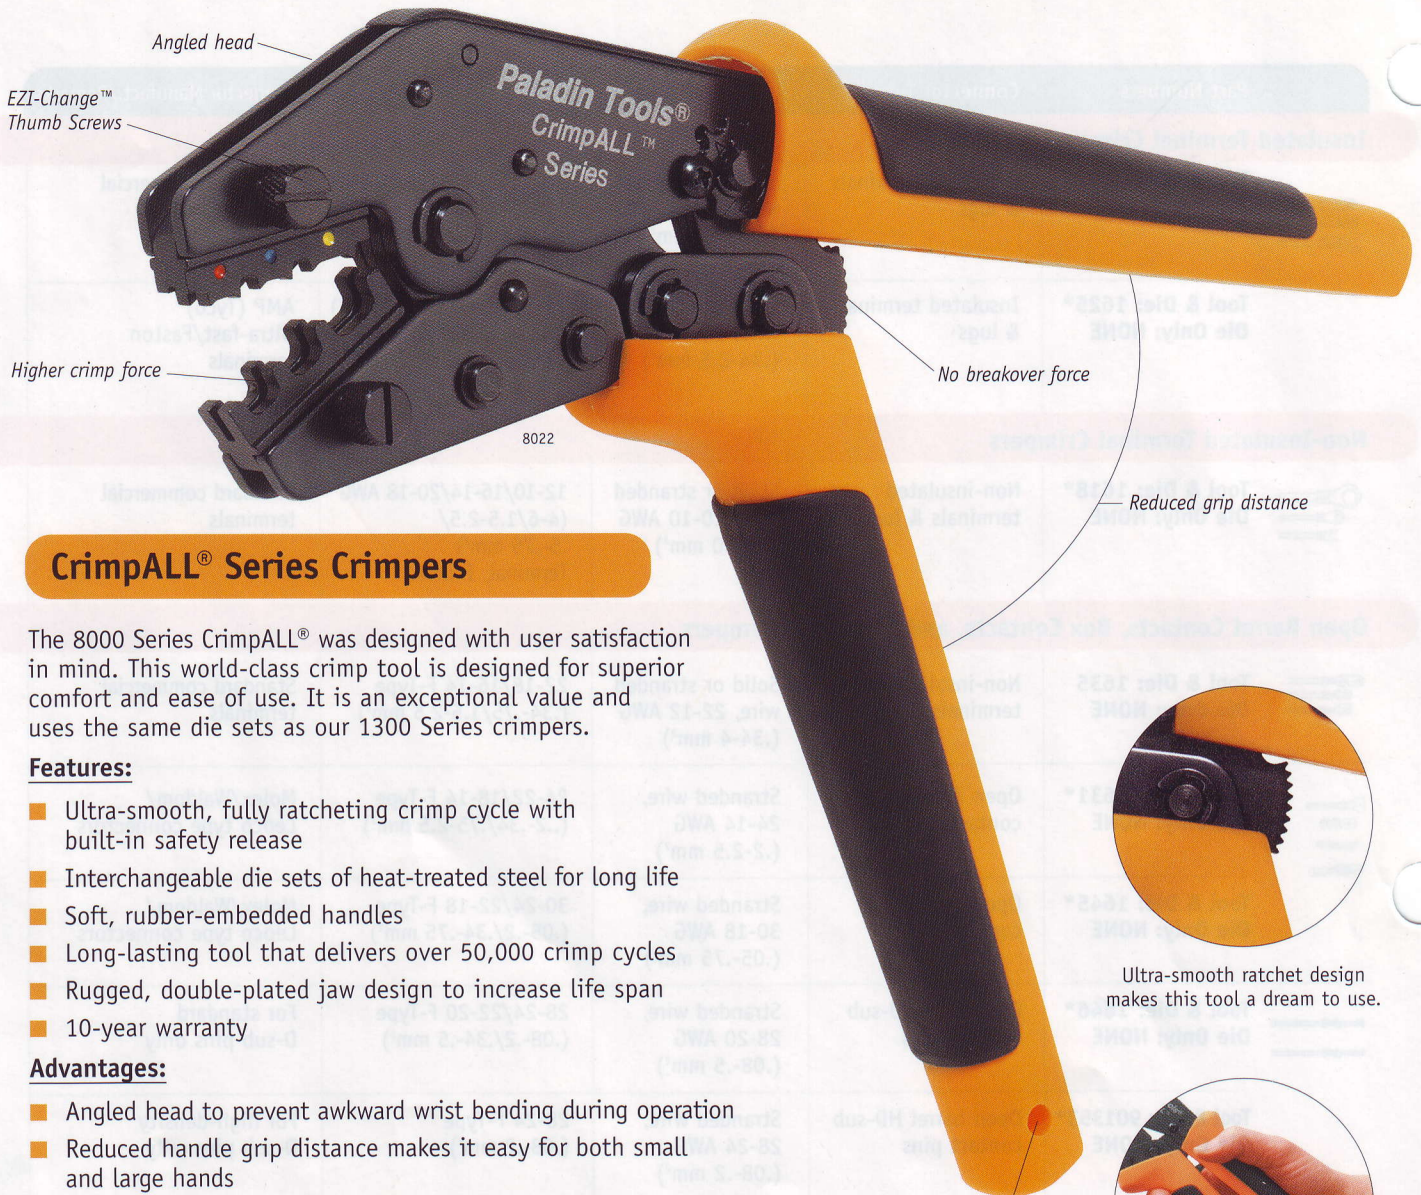 Angled head
EZI-Change™
Thumb Screws
Paladin Tools®
CrimpALL™
Series
Higher crimp force
No breakover force
8022
Reduced grip distance
CrimpALL® Series Crimpers
The 8000 Series CrimpALL® was designed with user satisfaction
in mind. This world-class crimp tool is designed for superior
comfort and ease of use. It is an exceptional value and
uses the same die sets as our 1300 Series crimpers.
Features:
Ultra-smooth, fully ratcheting crimp cycle with
built-in safety release
Interchangeable die sets of heat-treated steel for long life
Soft, rubber-embedded handles
Long-lasting tool that delivers over 50,000 crimp cycles
Rugged, double-plated jaw design to increase life span
10-year warranty
Ultra-smooth ratchet design
makes this tool a dream to use.
Advantages:
Angled head to prevent awkward wrist bending during operation
Reduced handle grip distance makes it easy for both small
and large hands